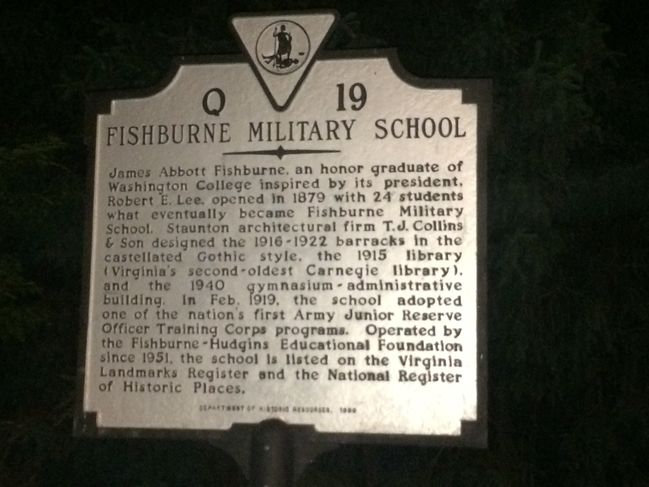 Q 19
FISHBURNE MILITARY SCHOOL
James Abbott Fishburne, an honor graduate of
Washington College inspired by its president,
Robert E. Lee, opened in 1879 with 24 students
what eventually became Fishburne Military
School. Staunton architectural firm T.J. Collins
& Son designed the 1916-1922 barracks in the
castellated Gothic style, the 1915 library
(Virginia's second-oldest Carnegie library),
and the 1940 gymnasium-administrative
building. In Feb. 1919, the school adopted
one of the nation's first Army Junior Reserve
Officer Training Corps programs. Operated by
the Fishburne-Hudgins Educational Foundation
since 1951, the school is listed on the Virginia
Landmarks Register and the National Register
of Historic Places.
DEPARTMENT OF HISTORIC RESOURCES,